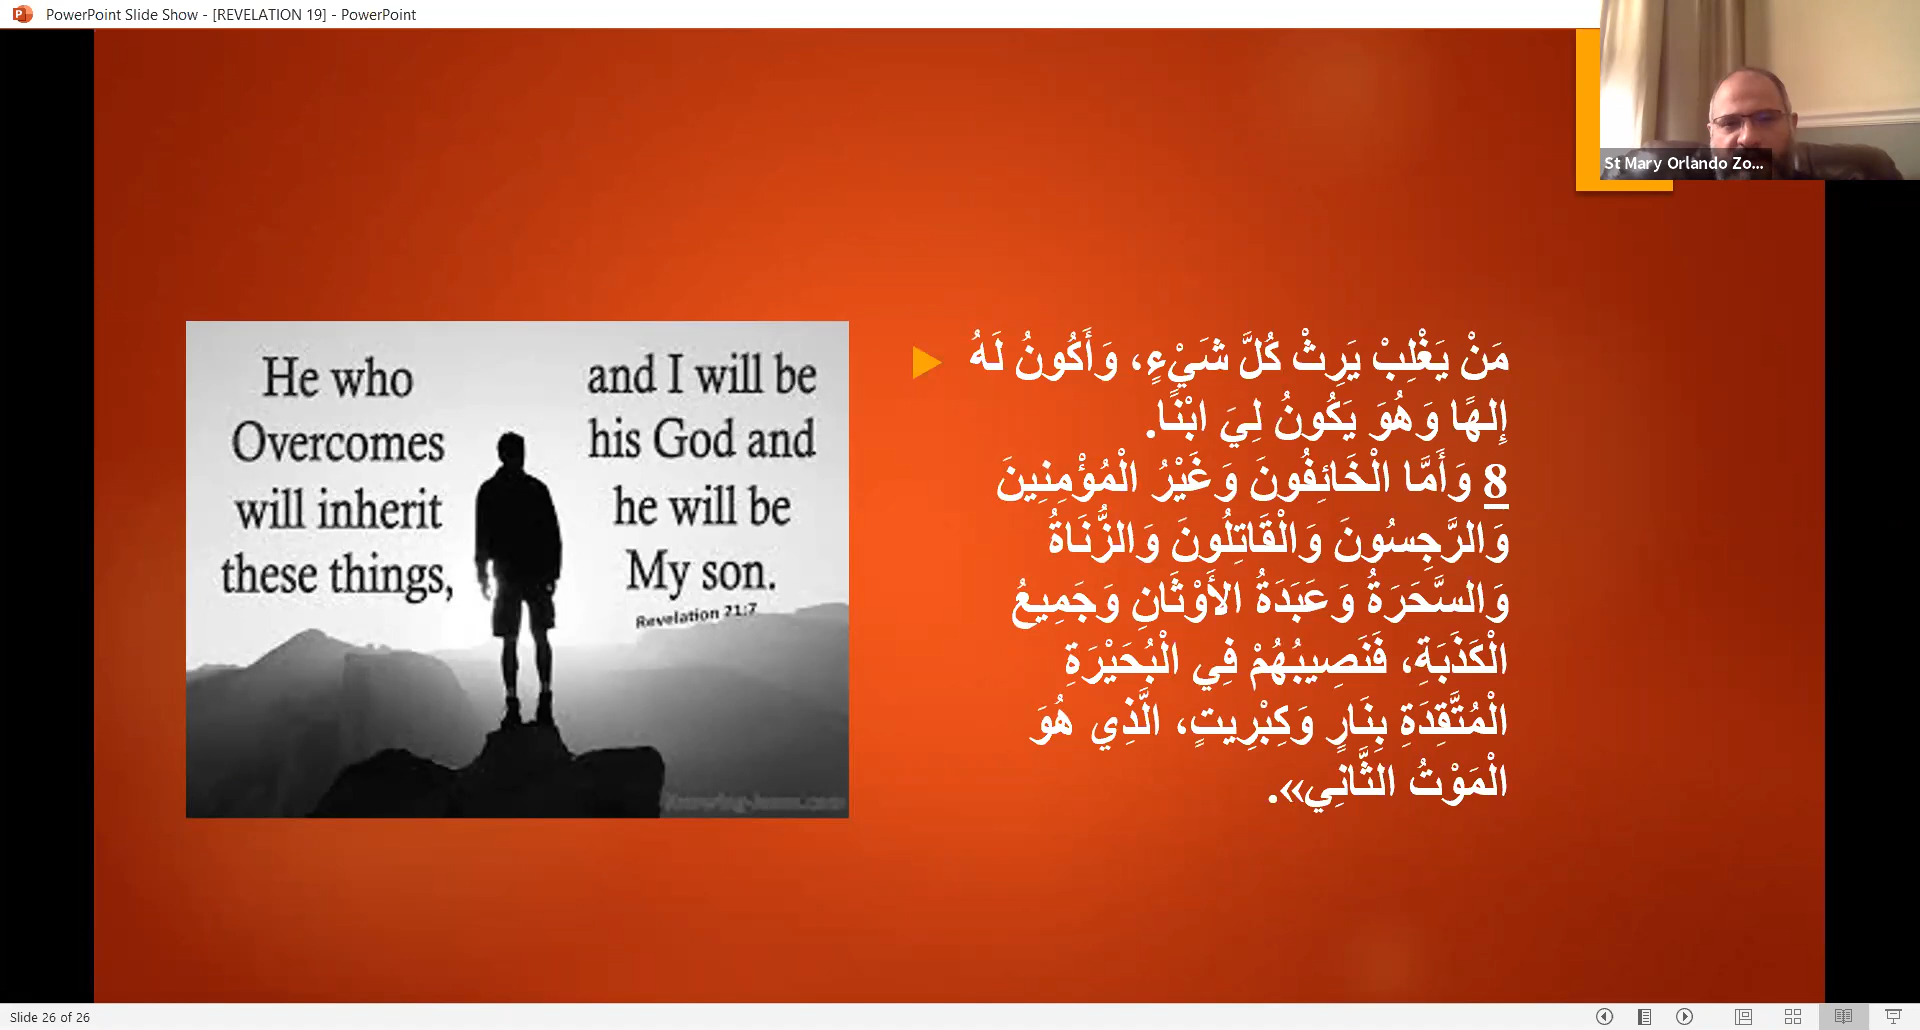 PowerPoint Slide Show - [REVELATION 19] - PowerPoint
St Mary Orlando Zo...
He who
Overcomes
will inherit
these things,
and I will be
his God and
he will be
My son.
Revelation 21:7
مَنْ يَغْلِبْ يَرِثْ كُلَّ شَيْءٍ، وَأَكُونُ لَهُ
إِلهًا وَهُوَ يَكُونُ لِيَ ابْنًا.
8 وَأَمَّا الْخَائِفُونَ وَغَيْرُ الْمُؤْمِنِينَ
وَالرَّجِسُونَ وَالْقَاتِلُونَ وَالزُّنَاةُ
وَالسَّحَرَةُ وَعَبَدَةُ الأَوْثَانِ وَجَمِيعُ
الْكَذَبَةِ، فَنَصِيبُهُمْ فِي الْبُحَيْرَةِ
الْمُتَّقِدَةِ بِنَارٍ وَكِبْرِيتٍ، الَّذِي هُوَ
الْمَوْتُ الثَّانِي».
Slide 26 of 26